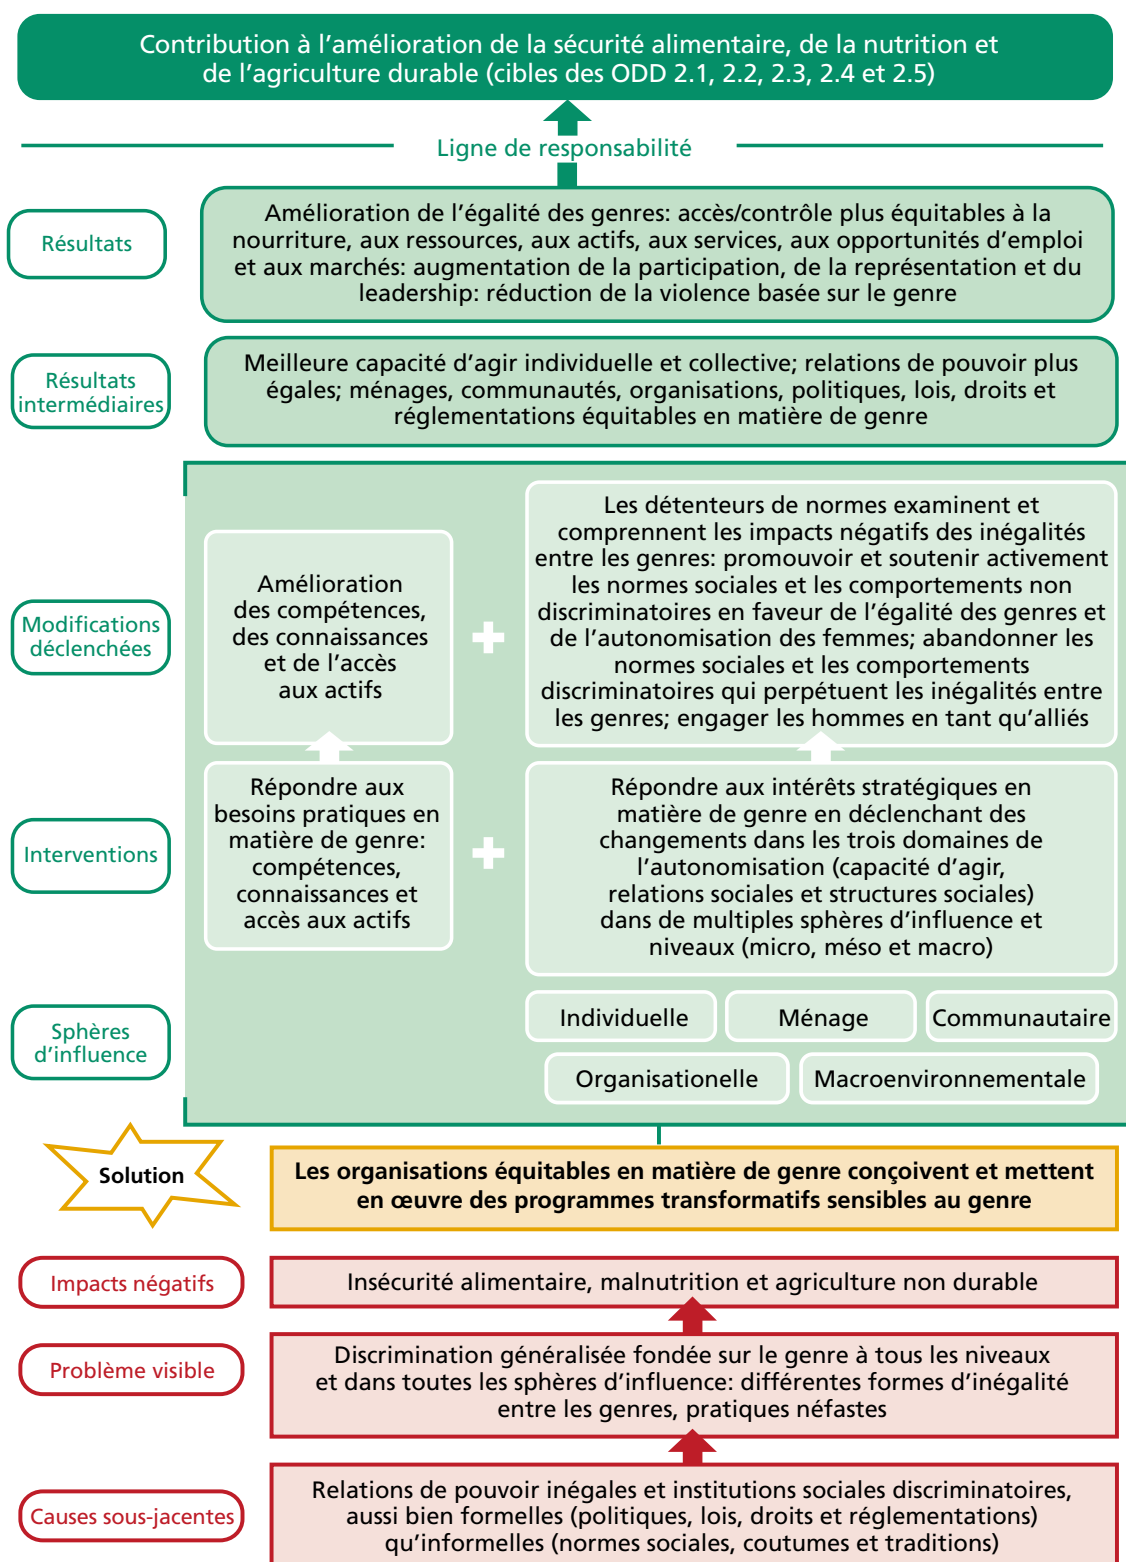 Contribution à l'amélioration de la sécurité alimentaire, de la nutrition et
de l'agriculture durable (cibles des ODD 2.1, 2.2, 2.3, 2.4 et 2.5)
Ligne de responsabilité
Résultats
Amélioration de l'égalité des genres: accès/contrôle plus équitables à la
nourriture, aux ressources, aux actifs, aux services, aux opportunités d'emploi
et aux marchés: augmentation de la participation, de la représentation et du
leadership: réduction de la violence basée sur le genre
Résultats
intermédiaires
Meilleure capacité d'agir individuelle et collective; relations de pouvoir plus
égales; ménages, communautés, organisations, politiques, lois, droits et
réglementations équitables en matière de genre
Modifications
déclenchées
Amélioration
des compétences,
des connaissances
et de l'accès
aux actifs
Les détenteurs de normes examinent et
comprennent les impacts négatifs des inégalités
entre les genres: promouvoir et soutenir activement
les normes sociales et les comportements non
discriminatoires en faveur de l'égalité des genres et
de l'autonomisation des femmes; abandonner les
normes sociales et les comportements
discriminatoires qui perpétuent les inégalités entre
les genres; engager les hommes en tant qu'alliés
Interventions
Répondre aux
besoins pratiques en
matière de genre:
compétences,
connaissances et
accès aux actifs
Répondre aux intérêts stratégiques en
matière de genre en déclenchant des
changements dans les trois domaines de
l'autonomisation (capacité d'agir,
relations sociales et structures sociales)
dans de multiples sphères d'influence et
niveaux (micro, méso et macro)
Sphères
d'influence
Individuelle
Ménage
Communautaire
Organisationelle
Macroenvironnementale
Solution
Les organisations équitables en matière de genre conçoivent et mettent
en œuvre des programmes transformatifs sensibles au genre
Impacts négatifs
Insécurité alimentaire, malnutrition et agriculture non durable
Problème visible
Discrimination généralisée fondée sur le genre à tous les niveaux
et dans toutes les sphères d'influence: différentes formes d'inégalité
entre les genres, pratiques néfastes
Causes sous-jacentes
Relations de pouvoir inégales et institutions sociales discriminatoires,
aussi bien formelles (politiques, lois, droits et réglementations)
qu'informelles (normes sociales, coutumes et traditions)